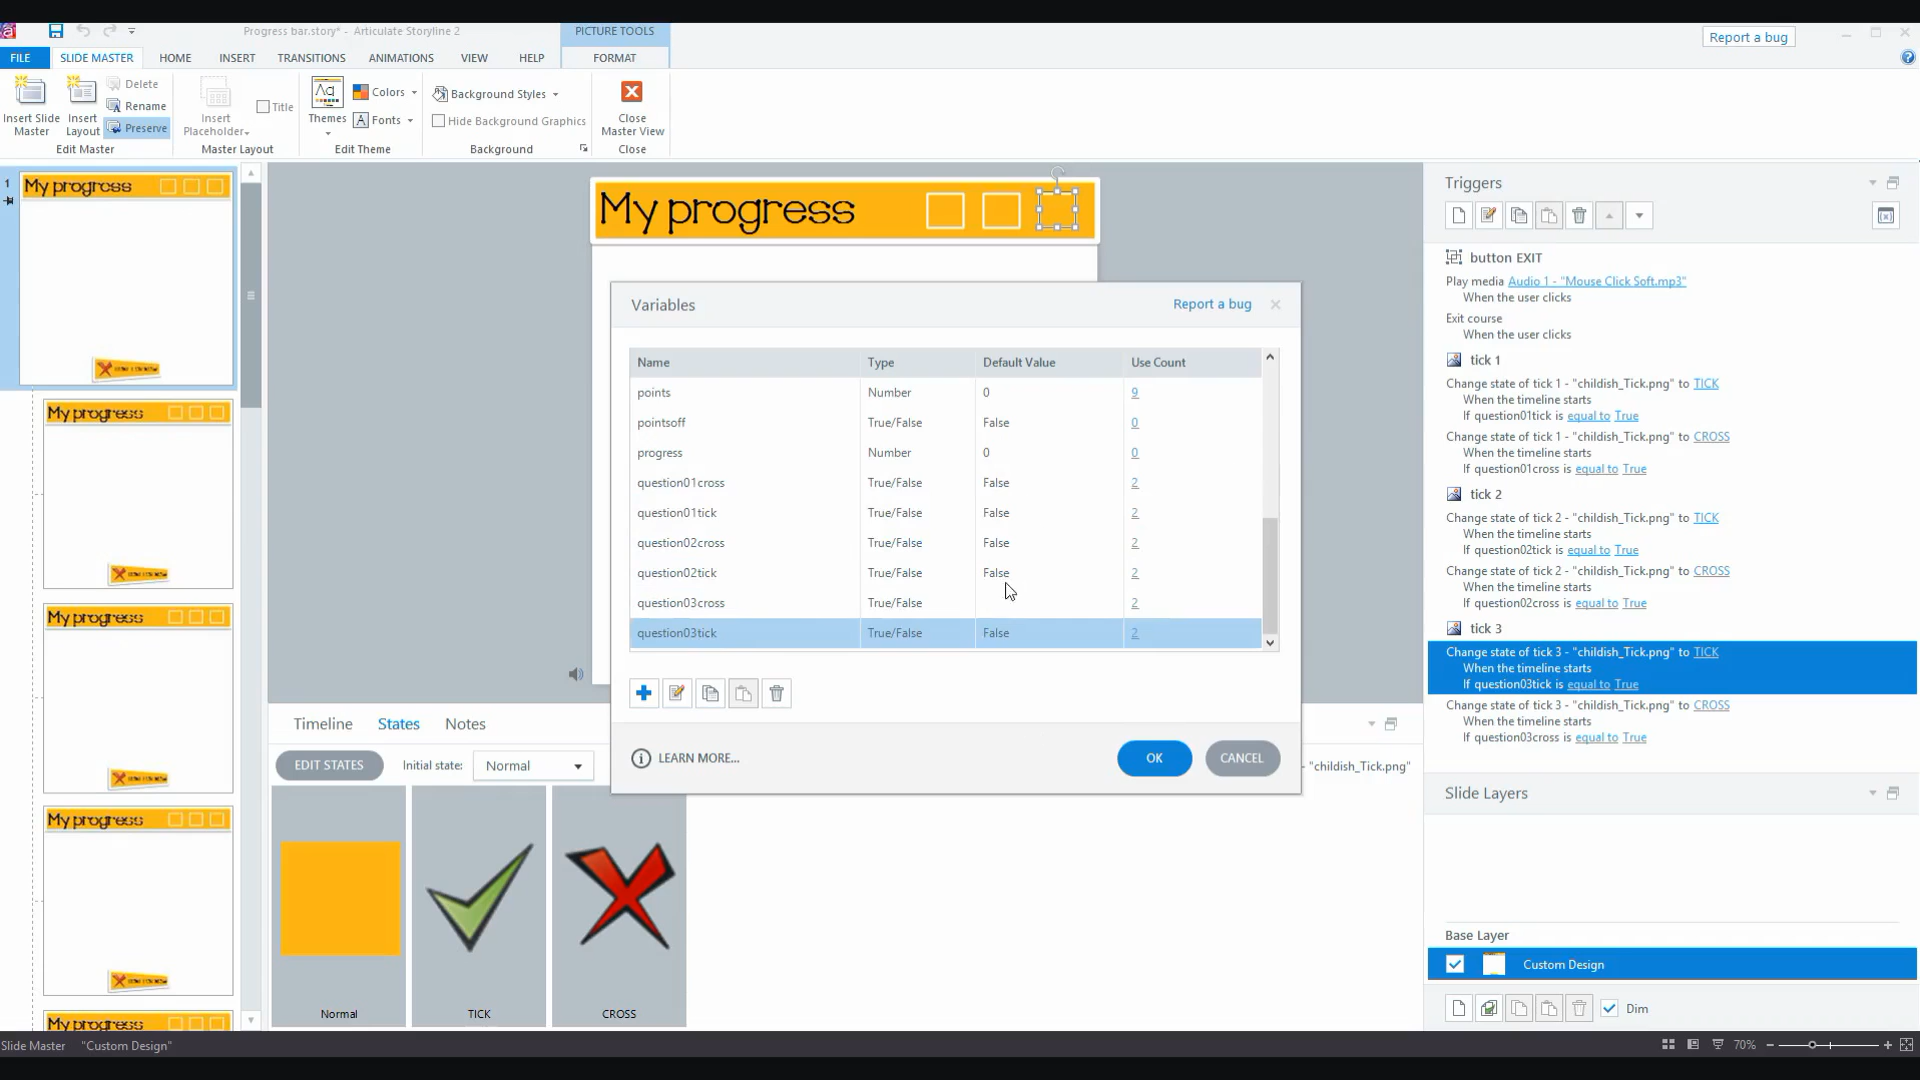 Progress bar.story* - Articulate Storyline 2
PICTURE TOOLS
Report a bug
FILE
SLIDE MASTER
HOME
INSERT
TRANSITIONS
ANIMATIONS
VIEW
HELP
FORMAT
Insert Slide Master
Insert Layout
Delete
Rename
Preserve
Edit Master
Insert Placeholder
Title
Master Layout
Aa
Themes
Colors
A Fonts
Edit Theme
Background Styles
Hide Background Graphics
Background
Close Master View
Close
1
My progress
My progress
My progress
My progress
My progress
My progress
Variables
Report a bug
Name Type Default Value Use Count
points Number 0 9
pointsoff True/False False 0
progress Number 0 0
question01cross True/False False 2
question01tick True/False False 2
question02cross True/False False 2
question02tick True/False False 2
question03cross True/False 2
question03tick True/False False 2
LEARN MORE...
OK
CANCEL
Timeline
States
Notes
EDIT STATES
Initial state:
Normal
- "childish_Tick.png"
Normal
TICK
CROSS
Triggers
button EXIT
Play media Audio 1 - "Mouse Click Soft.mp3"
When the user clicks
Exit course
When the user clicks
tick 1
Change state of tick 1 - "childish_Tick.png" to TICK
When the timeline starts
If question01tick is equal to True
Change state of tick 1 - "childish_Tick.png" to CROSS
When the timeline starts
If question01cross is equal to True
tick 2
Change state of tick 2 - "childish_Tick.png" to TICK
When the timeline starts
If question02tick is equal to True
Change state of tick 2 - "childish_Tick.png" to CROSS
When the timeline starts
If question02cross is equal to True
tick 3
Change state of tick 3 - "childish_Tick.png" to TICK
When the timeline starts
If question03tick is equal to True
Change state of tick 3 - "childish_Tick.png" to CROSS
When the timeline starts
If question03cross is equal to True
Slide Layers
Base Layer
Custom Design
Dim
Slide Master
"Custom Design"
70%